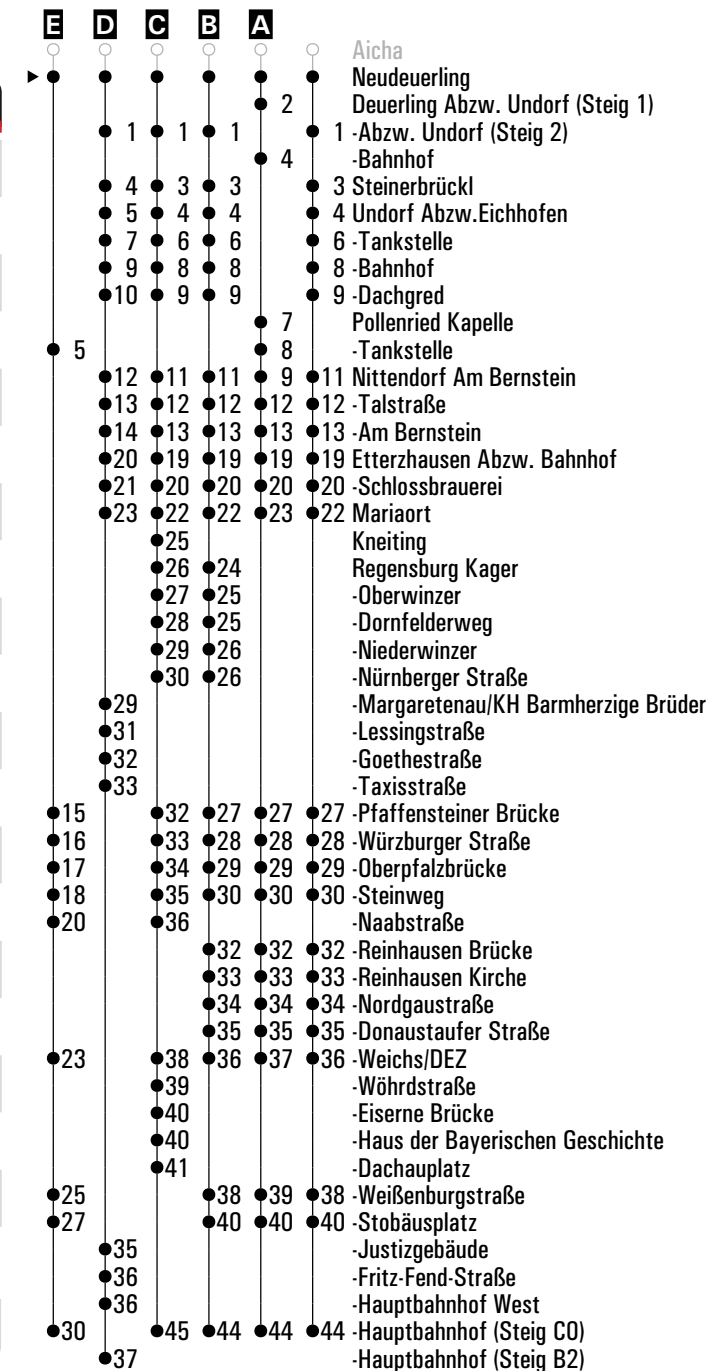 E D C B A
Aicha
Neudeuerling
2 Deuerling Abzw. Undorf (Steig 1)
1 1 1 1 -Abzw. Undorf (Steig 2)
4 -Bahnhof
4 3 3 3 Steinerbrückl
5 4 4 4 Undorf Abzw.Eichhofen
7 6 6 6 -Tankstelle
9 8 8 8 -Bahnhof
10 9 9 9 -Dachgred
7 Pollenried Kapelle
5 8 -Tankstelle
12 11 11 9 11 Nittendorf Am Bernstein
13 12 12 12 12 -Talstraße
14 13 13 13 13 -Am Bernstein
20 19 19 19 19 Etterzhausen Abzw. Bahnhof
21 20 20 20 20 -Schlossbrauerei
23 22 22 23 22 Mariaort
25 Kneiting
26 24 Regensburg Kager
27 25 -Oberwinzer
28 25 -Dornfelderweg
29 26 -Niederwinzer
30 26 -Nürnberger Straße
29 -Margaretenau/KH Barmherzige Brüder
31 -Lessingstraße
32 -Goethestraße
33 -Taxisstraße
15 32 27 27 27 -Pfaffensteiner Brücke
16 33 28 28 28 -Würzburger Straße
17 34 29 29 29 -Oberpfalzbrücke
18 35 30 30 30 -Steinweg
20 36 -Naabstraße
32 32 32 -Reinhausen Brücke
33 33 33 -Reinhausen Kirche
34 34 34 -Nordgaustraße
35 35 35 -Donaustaufer Straße
23 38 36 37 36 -Weichs/DEZ
39 -Wöhrdstraße
40 -Eiserne Brücke
40 -Haus der Bayerischen Geschichte
41 -Dachauplatz
25 38 39 38 -Weißenburgstraße
27 40 40 40 -Stobäusplatz
35 -Justizgebäude
36 -Fritz-Fend-Straße
36 -Hauptbahnhof West
30 45 44 44 44 -Hauptbahnhof (Steig C0)
37 -Hauptbahnhof (Steig B2)